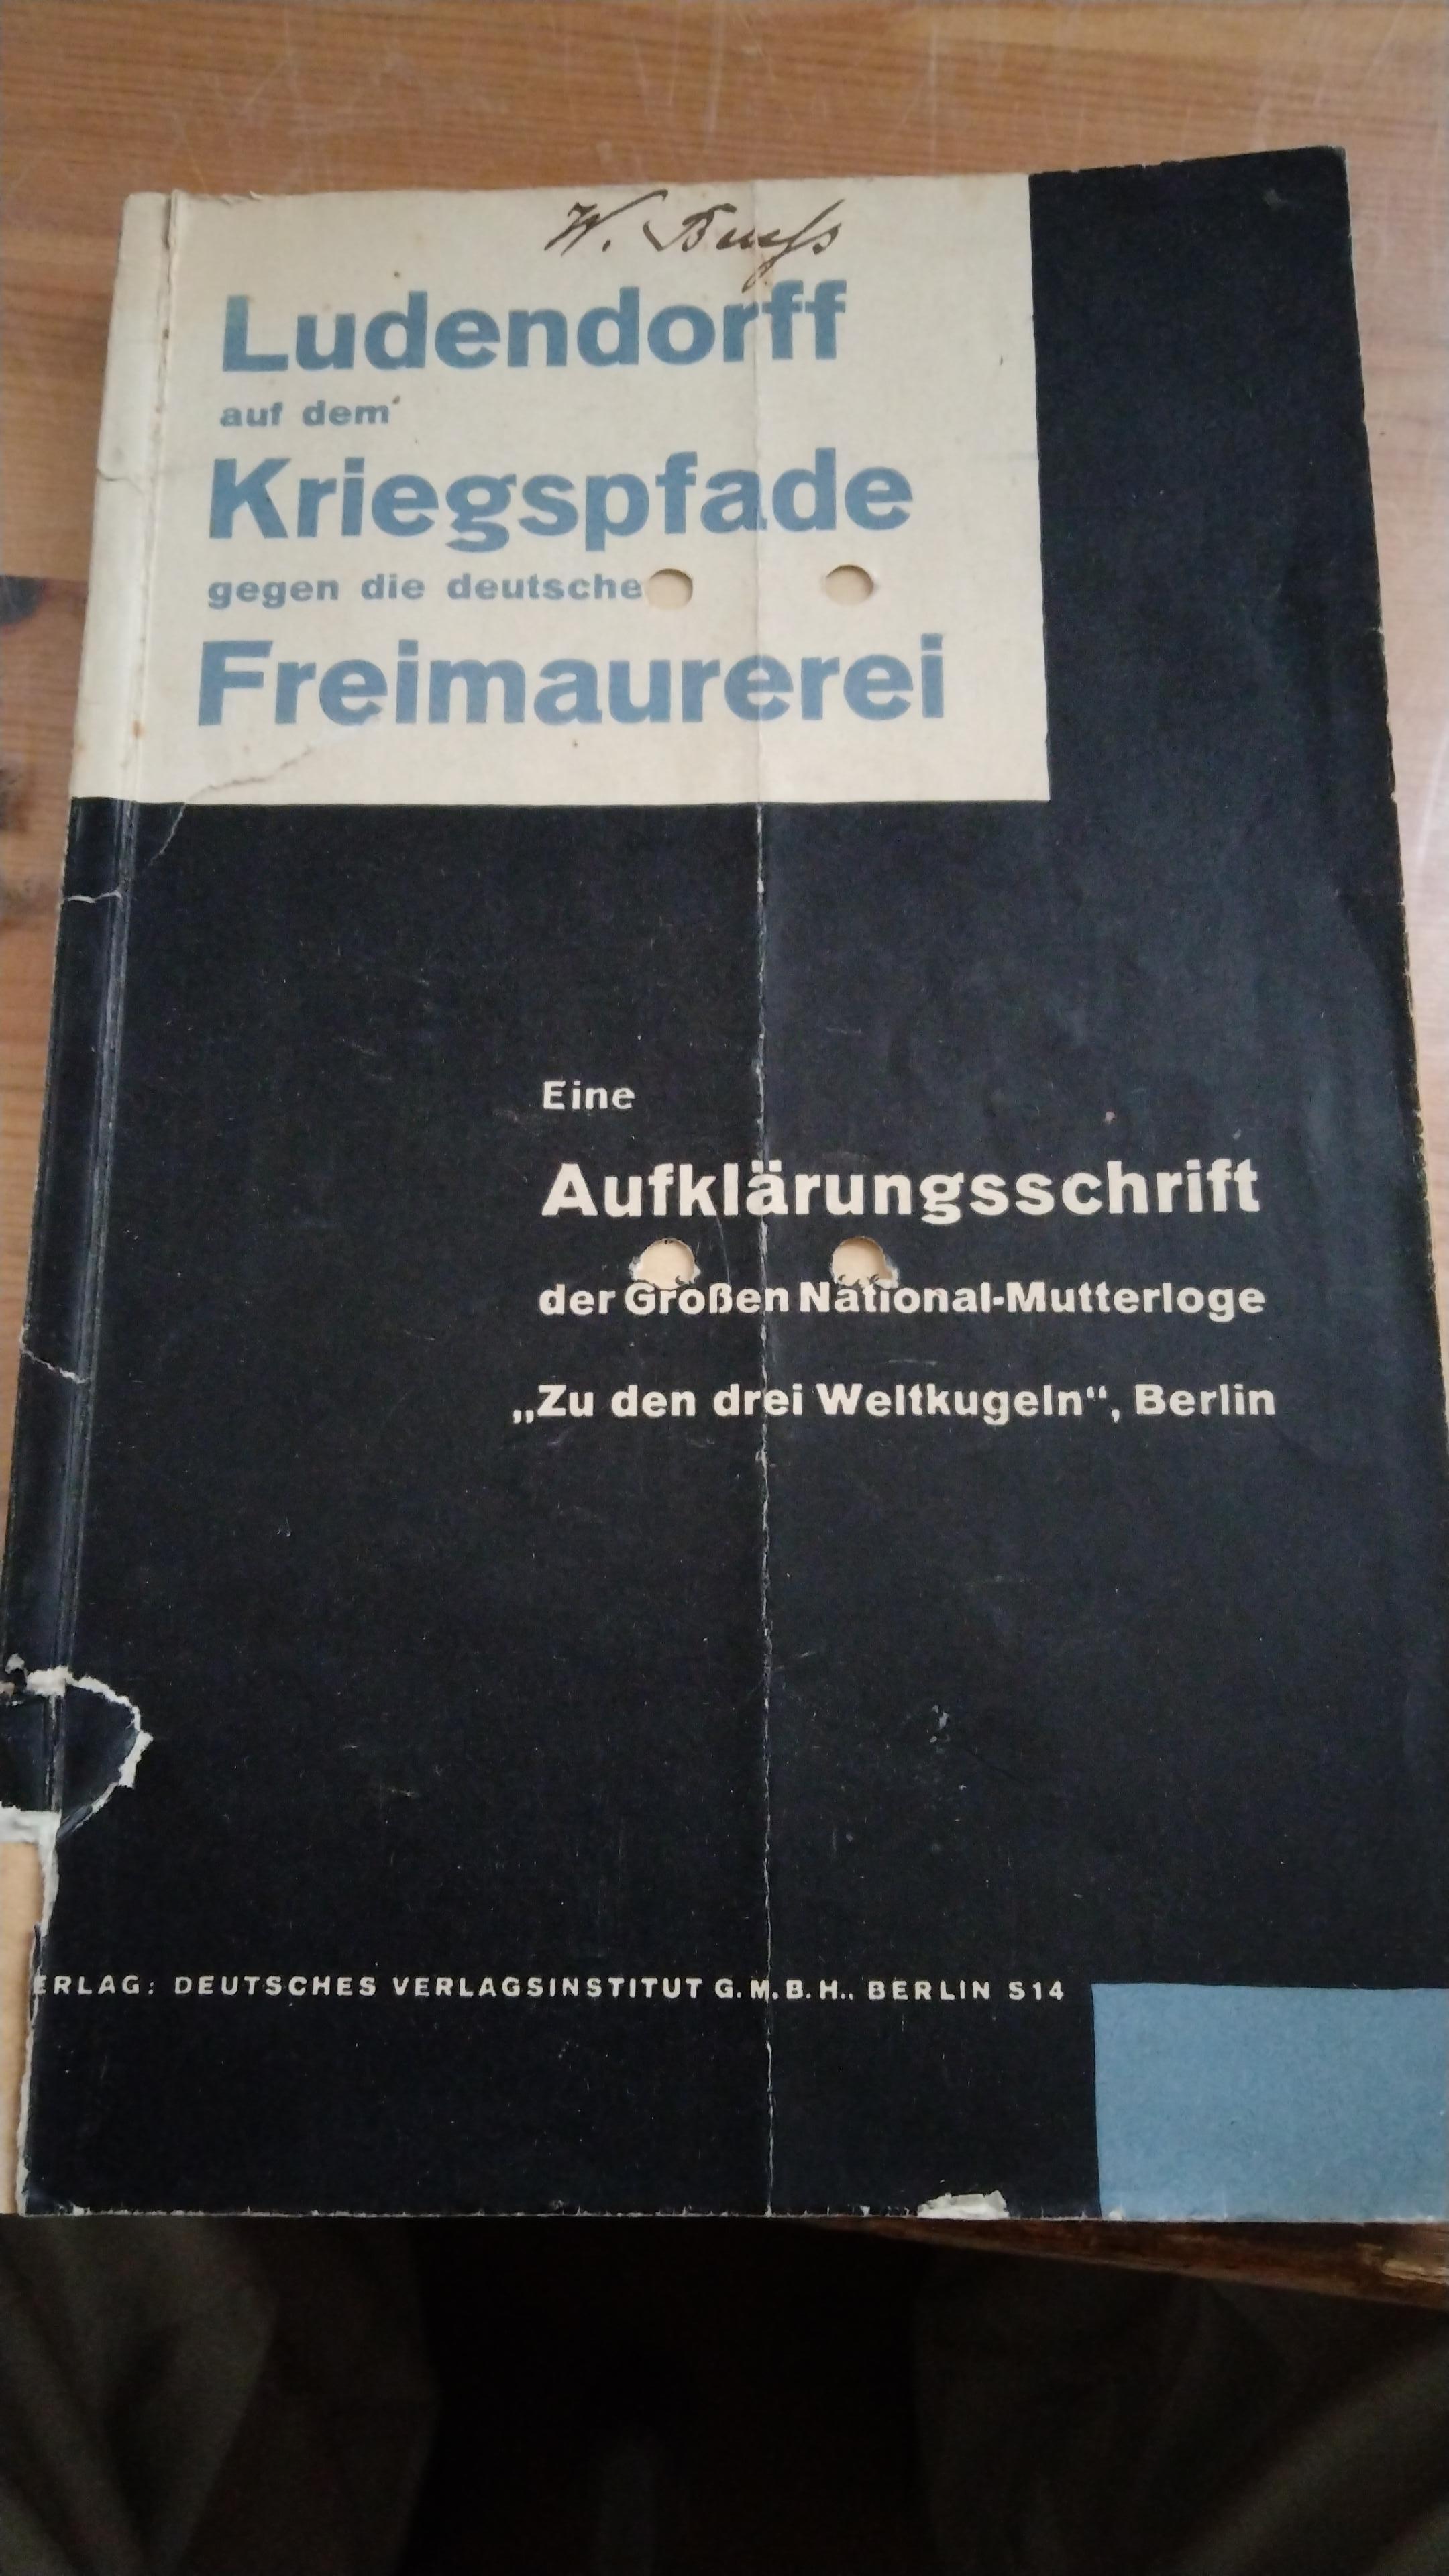 W. Buess
Ludendorff
auf dem
Kriegspfade
gegen die deutsche
Freimaurerei
Eine
Aufklärungsschrift
der Großen National-Mutterloge
„Zu den drei Weltkugeln“, Berlin
ERLAG: DEUTSCHES VERLAGSINSTITUT G.M.B.H., BERLIN S14